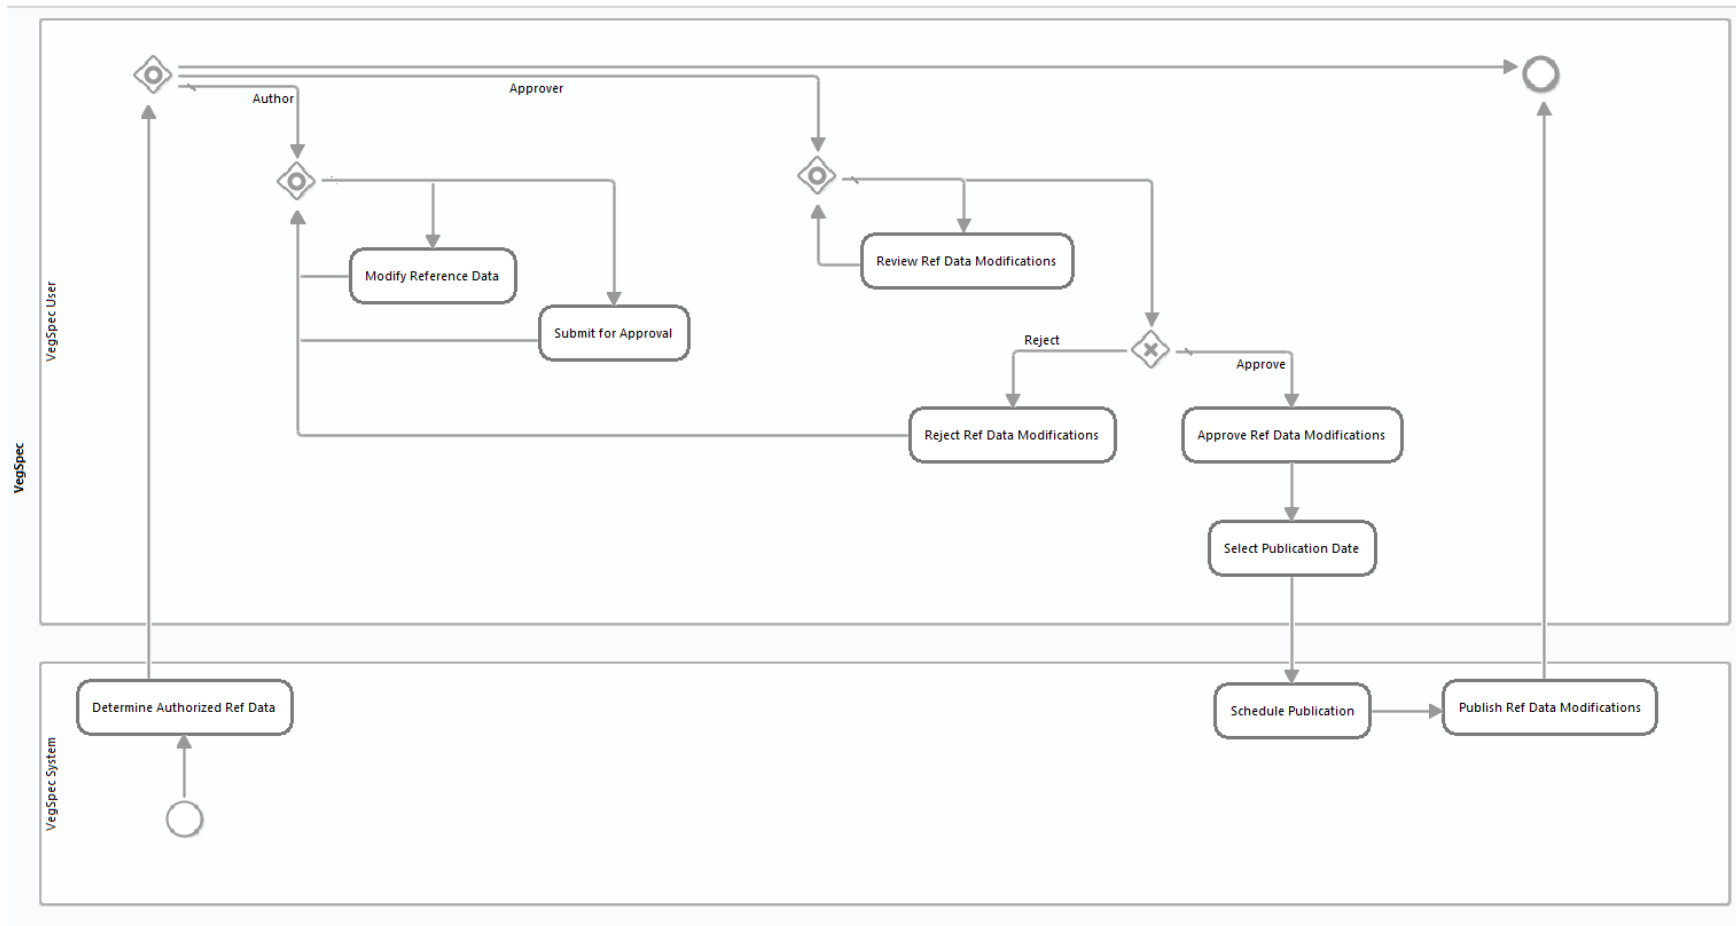 Author
Approver
Modify Reference Data
Review Ref Data Modifications
Submit for Approval
Reject
Approve
Reject Ref Data Modifications
Approve Ref Data Modifications
Select Publication Date
VegSpec User
VegSpec
Determine Authorized Ref Data
Schedule Publication
Publish Ref Data Modifications
VegSpec System